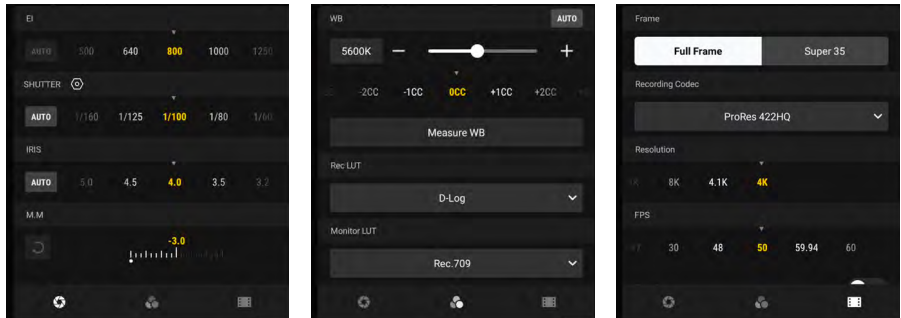 EI
AUTO 500 640 800 1000 1250
SHUTTER
AUTO 1/160 1/125 1/100 1/80 1/60
IRIS
AUTO 5.0 4.5 4.0 3.5 3.2
M.M
-3.0
WB AUTO
5600K
-2CC -1CC 0CC +1CC +2CC
Measure WB
Rec LUT
D-Log
Monitor LUT
Rec.709
Frame
Full Frame Super 35
Recording Codec
ProRes 422HQ
Resolution
8K 4.1K 4K
FPS
30 48 50 59.94 60